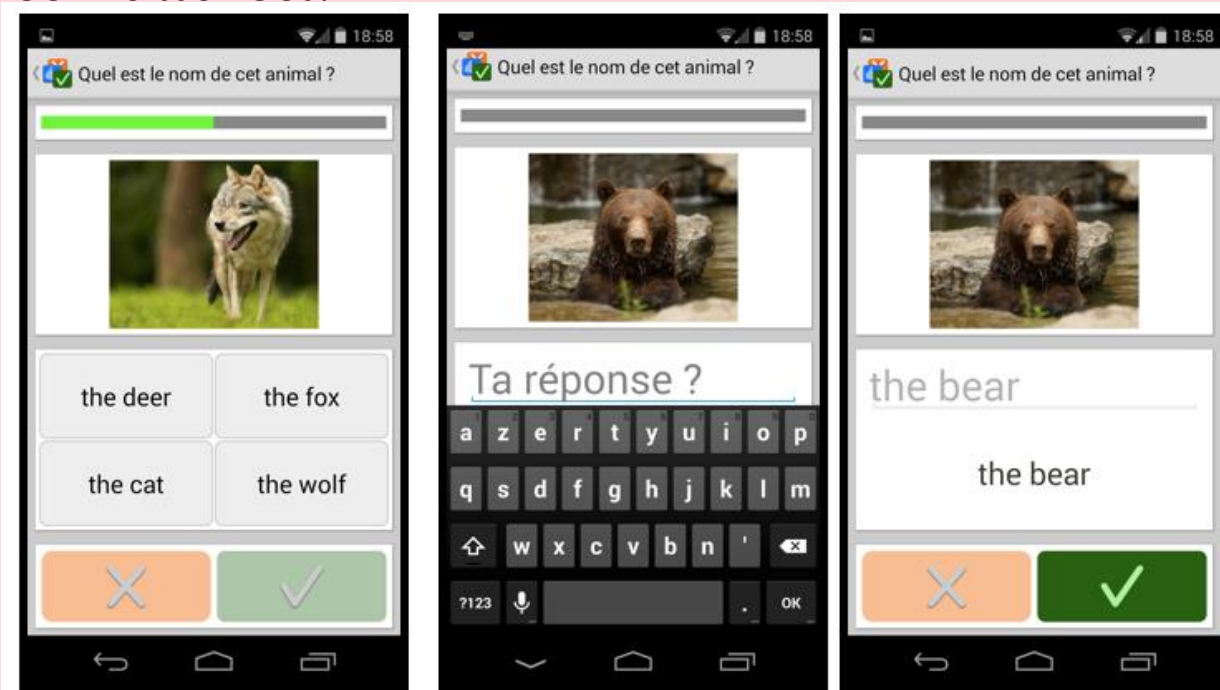 18:58
Quel est le nom de cet animal ?
the deer
the fox
the cat
the wolf
18:58
Quel est le nom de cet animal ?
Ta réponse ?
a z e r t y u i o p
q s d f g h j k l m
w x c v b n '
?123 . OK
18:58
Quel est le nom de cet animal ?
the bear
the bear